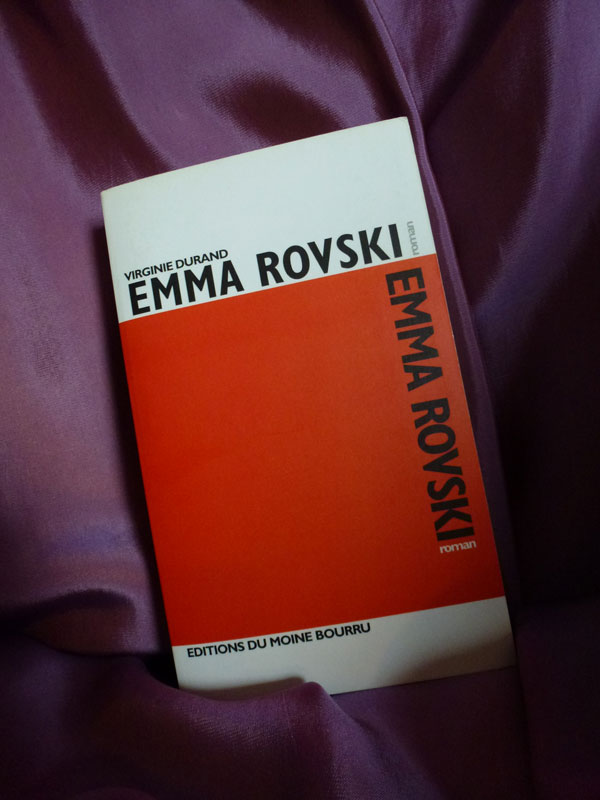 VIRGINIE DURAND
EMMA ROVSKI
roman
EMMA ROVSKI
roman
EDITIONS DU MOINE BOURRU